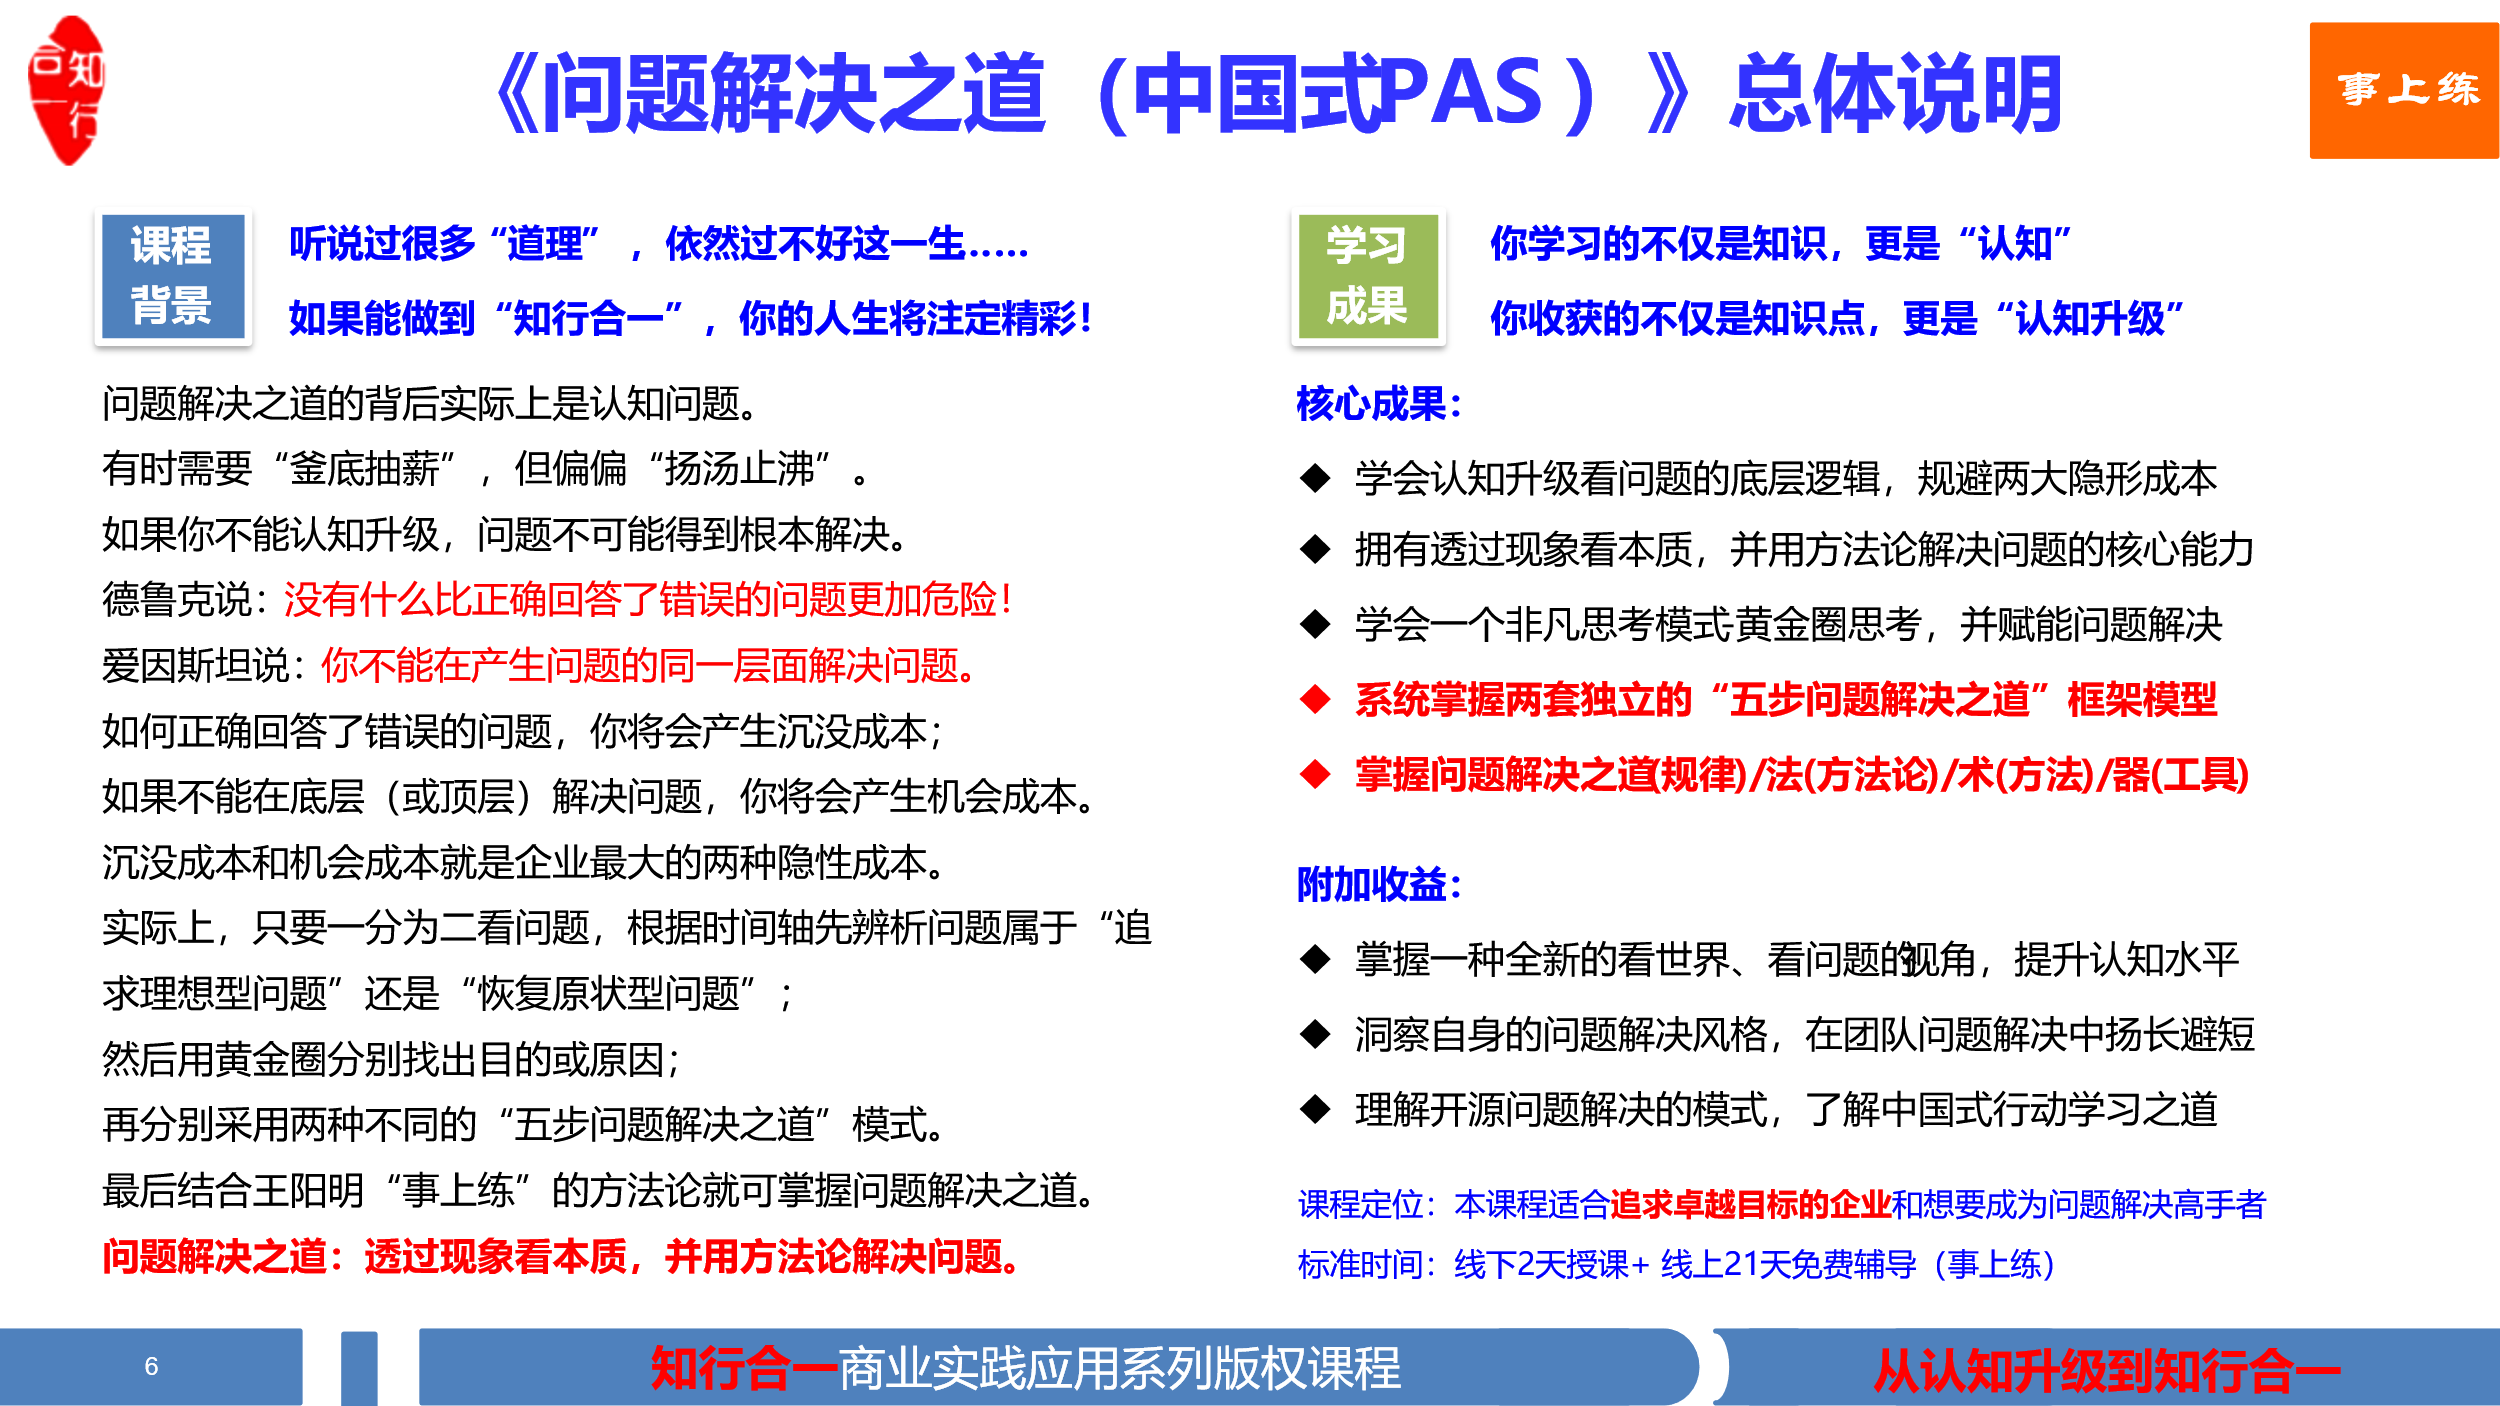 合知行一
《问题解决之道（中国式PAS）》总体说明
事上练
课程
背景
听说过很多“道理”，依然过不好这一生……
如果能做到“知行合一”，你的人生将注定精彩！
问题解决之道的背后实际上是认知问题。
有时需要“釜底抽薪”，但偏偏“扬汤止沸”。
如果你不能认知升级，问题不可能得到根本解决。
德鲁克说：没有什么比正确回答了错误的问题更加危险！
爱因斯坦说：你不能在产生问题的同一层面解决问题。
如何正确回答了错误的问题，你将会产生沉没成本；
如果不能在底层（或顶层）解决问题，你将会产生机会成本。
沉没成本和机会成本就是企业最大的两种隐性成本。
实际上，只要一分为二看问题，根据时间轴先辨析问题属于“追
求理想型问题”还是“恢复原状型问题”；
然后用黄金圈分别找出目的或原因；
再分别采用两种不同的“五步问题解决之道”模式。
最后结合王阳明“事上练”的方法论就可掌握问题解决之道。
问题解决之道：透过现象看本质，并用方法论解决问题。
学习
成果
你学习的不仅是知识，更是“认知”
你收获的不仅是知识点，更是“认知升级”
核心成果：
◆ 学会认知升级看问题的底层逻辑，规避两大隐形成本
◆ 拥有透过现象看本质，并用方法论解决问题的核心能力
◆ 学会一个非凡思考模式-黄金圈思考，并赋能问题解决
◆ 系统掌握两套独立的“五步问题解决之道”框架模型
◆ 掌握问题解决之道(规律)/法(方法论)/术(方法)/器(工具)
附加收益：
◆ 掌握一种全新的看世界、看问题的视角，提升认知水平
◆ 洞察自身的问题解决风格，在团队问题解决中扬长避短
◆ 理解开源问题解决的模式，了解中国式行动学习之道
课程定位：本课程适合追求卓越目标的企业和想要成为问题解决高手者
标准时间：线下2天授课+ 线上21天免费辅导（事上练）
6
知行合一商业实践应用系列版权课程
从认知升级到知行合一